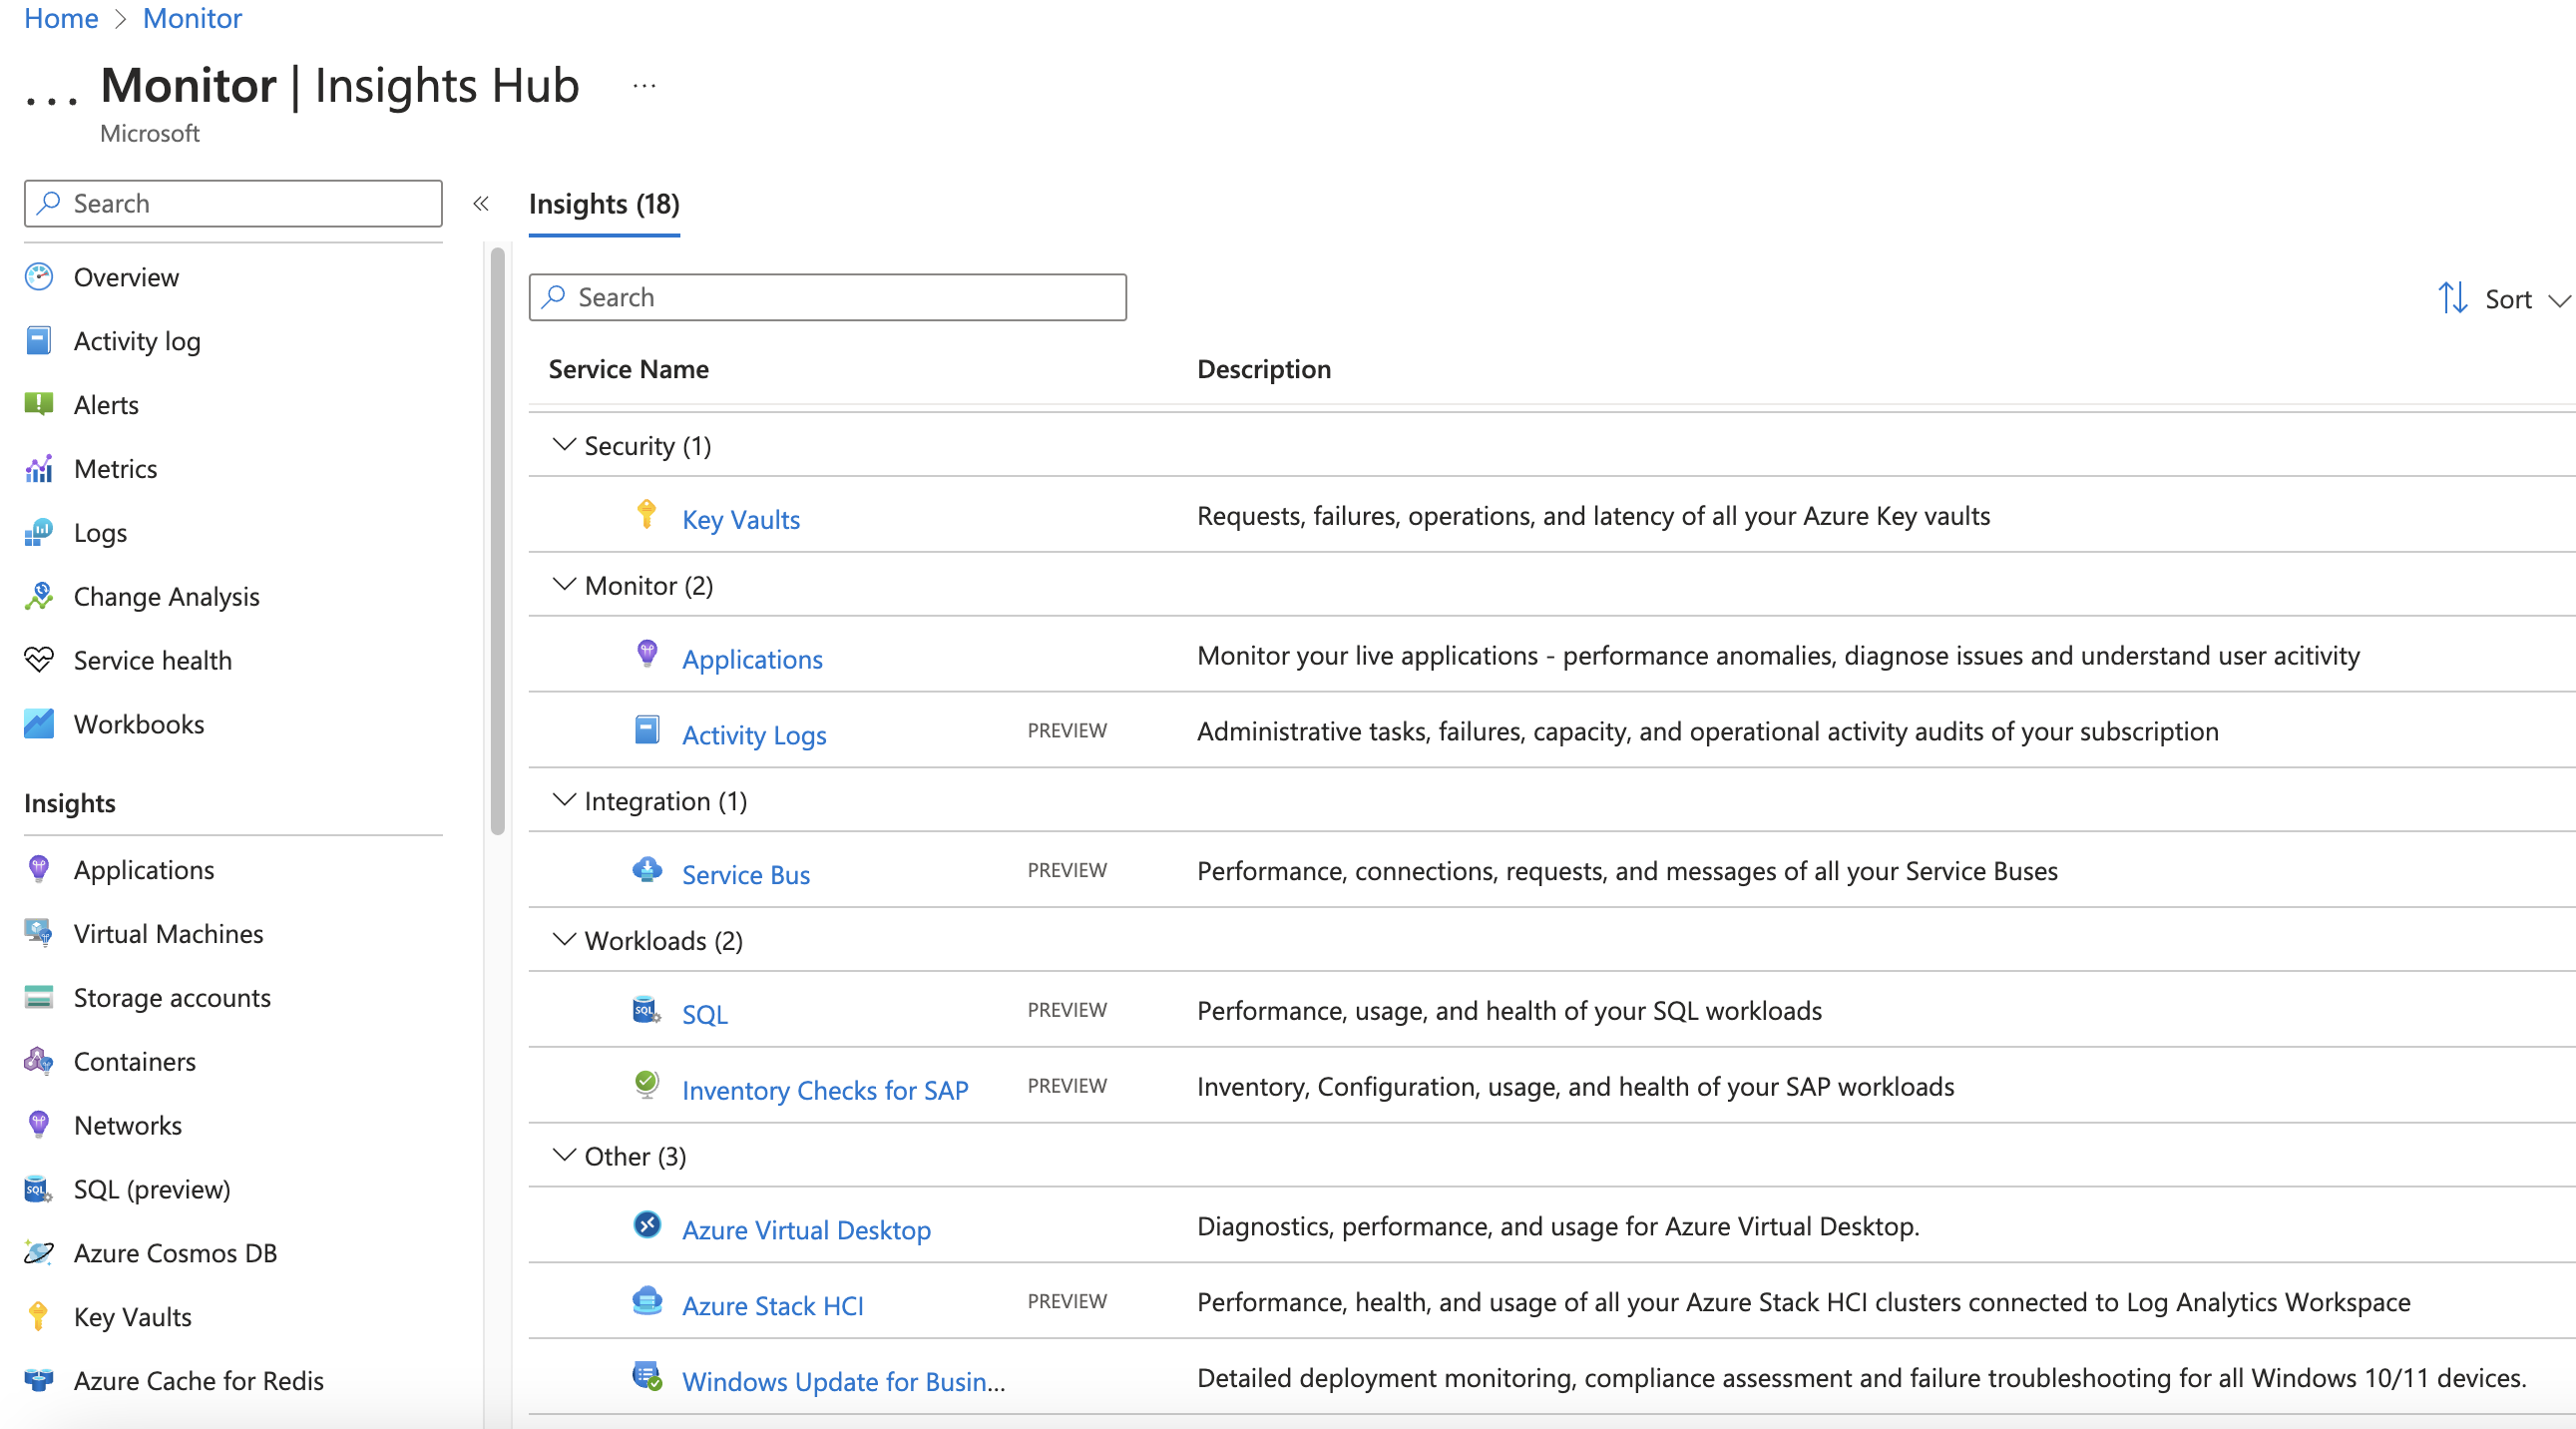 Home > Monitor
... Monitor | Insights Hub ...
Microsoft
Search
«
Overview
Activity log
Alerts
Metrics
Logs
Change Analysis
Service health
Workbooks
Insights
Applications
Virtual Machines
Storage accounts
Containers
Networks
SQL (preview)
Azure Cosmos DB
Key Vaults
Azure Cache for Redis
Insights (18)
Search
Sort
Service Name Description
Security (1)
Key Vaults Requests, failures, operations, and latency of all your Azure Key vaults
Monitor (2)
Applications Monitor your live applications - performance anomalies, diagnose issues and understand user acitivity
Activity Logs PREVIEW Administrative tasks, failures, capacity, and operational activity audits of your subscription
Integration (1)
Service Bus PREVIEW Performance, connections, requests, and messages of all your Service Buses
Workloads (2)
SQL PREVIEW Performance, usage, and health of your SQL workloads
Inventory Checks for SAP PREVIEW Inventory, Configuration, usage, and health of your SAP workloads
Other (3)
Azure Virtual Desktop Diagnostics, performance, and usage for Azure Virtual Desktop.
Azure Stack HCI PREVIEW Performance, health, and usage of all your Azure Stack HCI clusters connected to Log Analytics Workspace
Windows Update for Busin... Detailed deployment monitoring, compliance assessment and failure troubleshooting for all Windows 10/11 devices.